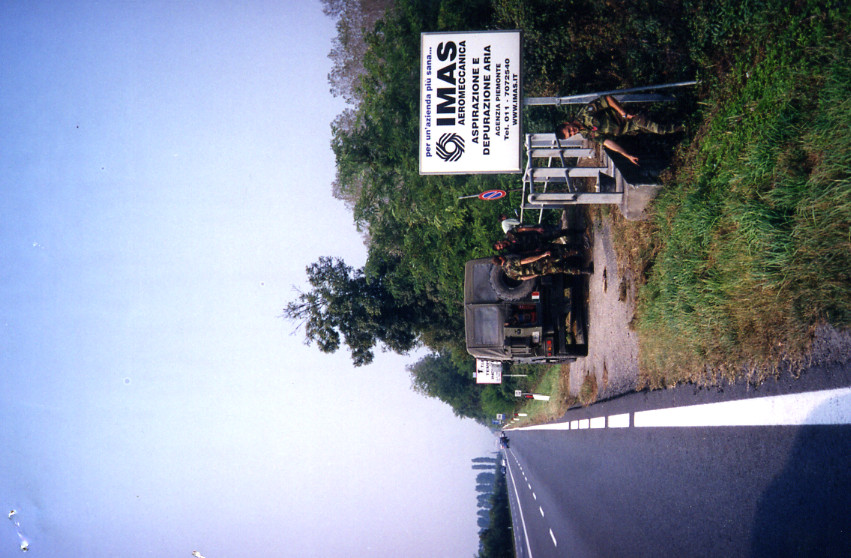 per un'azienda più sana...
IMAS
AEROMECCANICA
ASPIRAZIONE E
DEPURAZIONE ARIA
AGENZIA PIEMONTE
Tel. 011 - 7072540
WWW.IMAS.IT